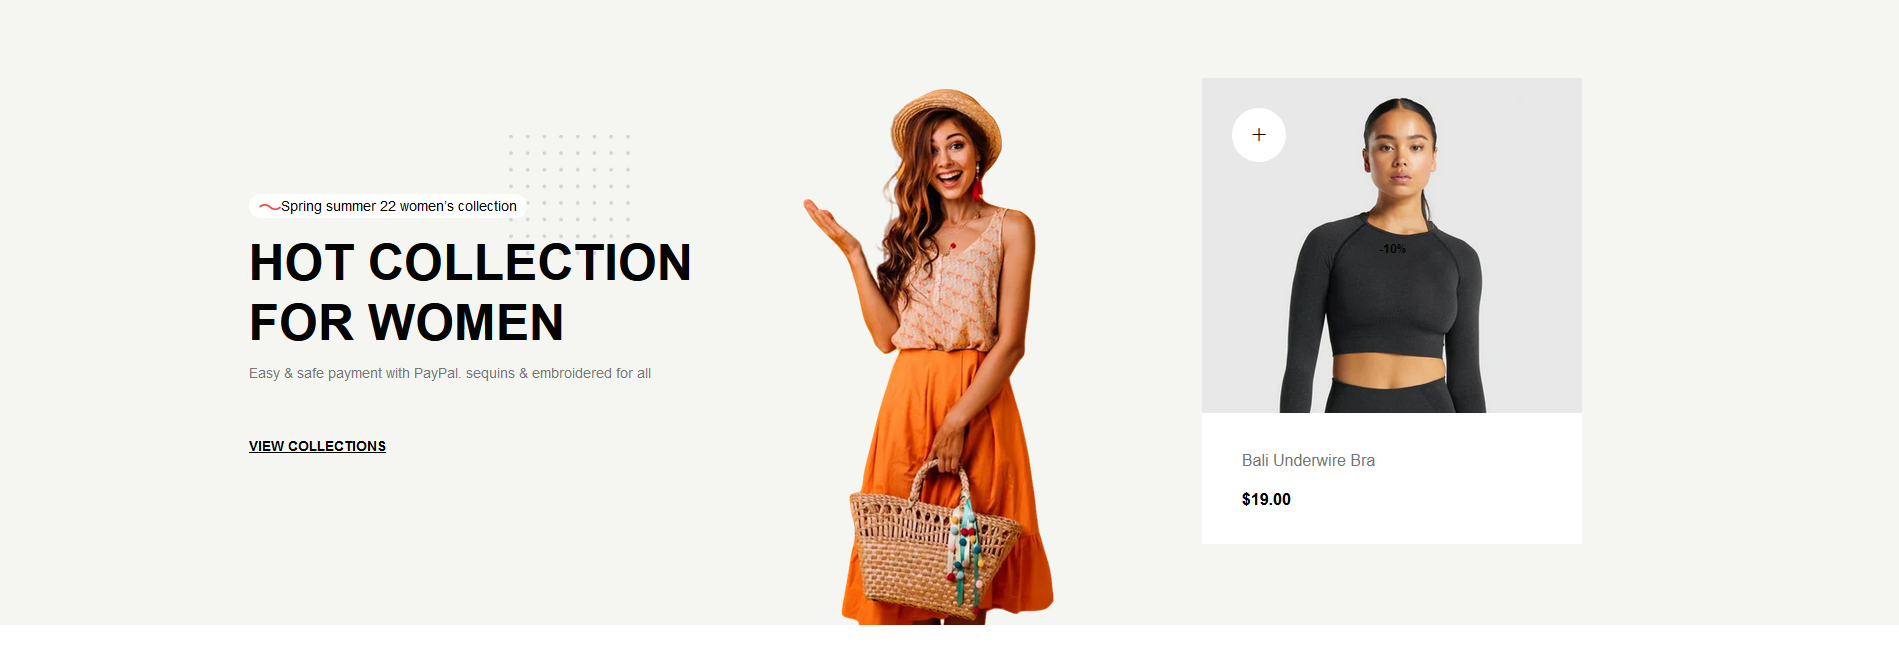 Spring summer 22 women's collection
HOT COLLECTION
FOR WOMEN
Easy & safe payment with PayPal. sequins & embroidered for all
VIEW COLLECTIONS
+
-10%
Bali Underwire Bra
$19.00